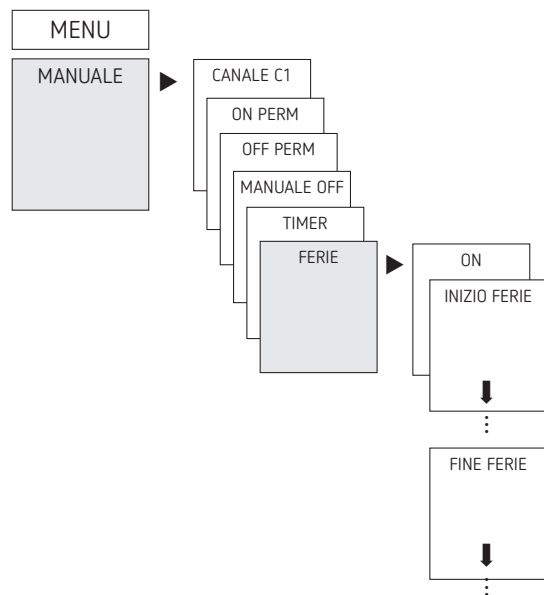 MENU
MANUALE
CANALE C1
ON PERM
OFF PERM
MANUALE OFF
TIMER
FERIE
ON
INIZIO FERIE
FINE FERIE